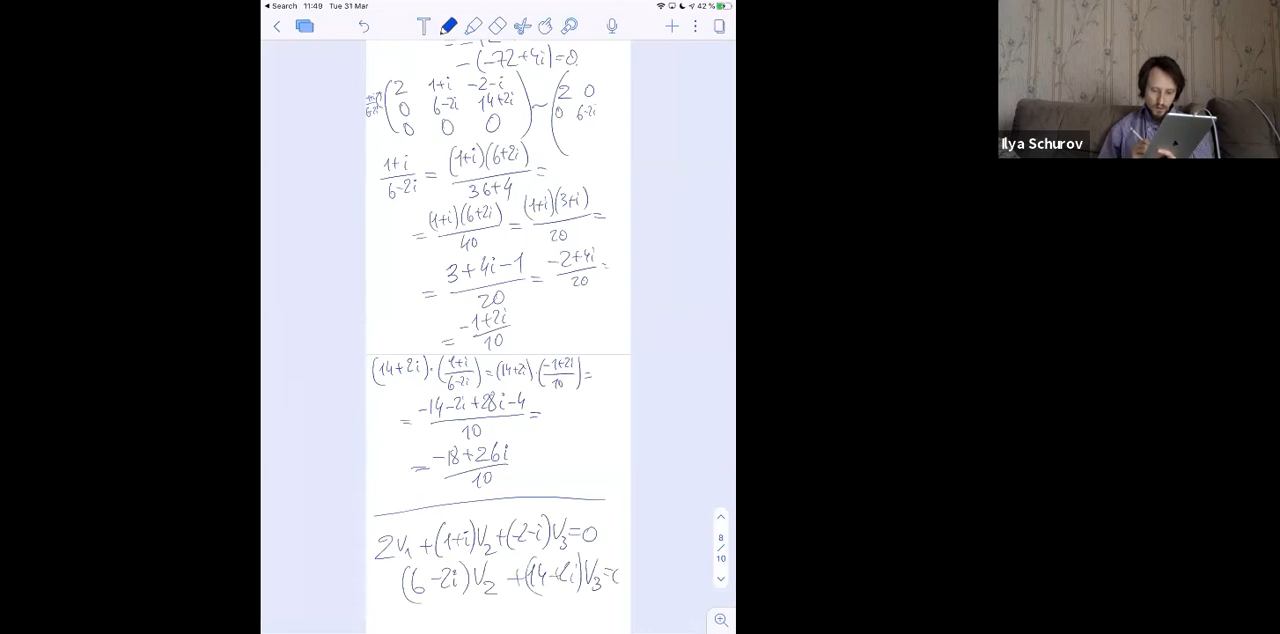 Search 11:49 Tue 31 Mar 42 %
T
= -12
- (-72+4i)=0.
(2 1+i -2-i
0 6-2i 14+2i
0 0 0) ~ (2 0
0 6-2i
1+i/6-2i = (1+i)(6+2i)/36+4 =
= (1+i)(6+2i)/40 = (1+i)(3+i)/20 =
= 3+4i-1/20 = -2+4i/20 =
= -1+2i/10
(14+2i)·(1+i/6-2i)=(14+2i)·(-1+2i/10)=
= -14-2i+28i-4/10 =
= -18+26i/10
2V₁+(1+i)V₂+(-2-i)V₃=0
(6-2i)V₂+(14+2i)V₃=0
8
/
10
Ilya Schurov